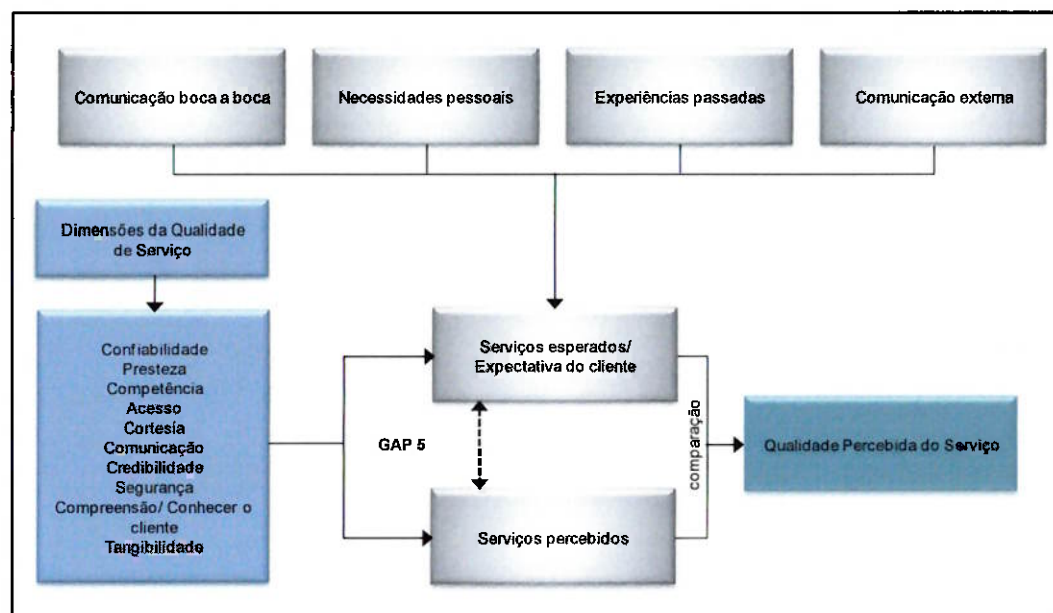 Comunicação boca a boca
Necessidades pessoais
Experiências passadas
Comunicação externa
Dimensões da Qualidade
de Serviço
Confiabilidade
Presteza
Competência
Acesso
Cortesía
Comunicação
Credibilidade
Segurança
Compreensão/ Conhecer o
cliente
Tangibilidade
Serviços esperados/
Expectativa do cliente
GAP 5
Serviços percebidos
comparação
Qualidade Percebida do Serviço